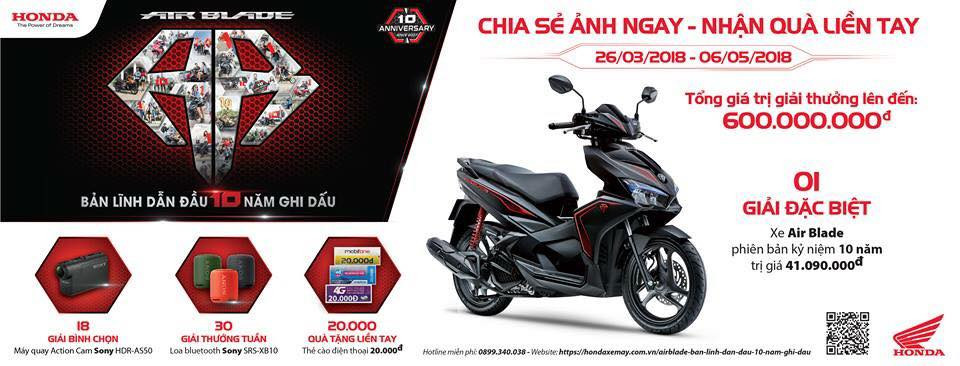 HONDA
The Power of Dreams
AIR BLADE
10
ANNIVERSARY
BẢN LĨNH DẪN ĐẦU 10 NĂM GHI DẤU
CHIA SẺ ẢNH NGAY - NHẬN QUÀ LIỀN TAY
26/03/2018 - 06/05/2018
Tổng giá trị giải thưởng lên đến:
600.000.000đ
01
GIẢI ĐẶC BIỆT
Xe Air Blade
phiên bản kỷ niệm 10 năm
trị giá 41.090.000đ
SONY
mobifone
20.000đ
4G
20.000Đ
18
GIẢI BÌNH CHỌN
Máy quay Action Cam Sony HDR-AS50
30
GIẢI THƯỞNG TUẦN
Loa bluetooth Sony SRS-XB10
20.000
QUÀ TẶNG LIỀN TAY
Thẻ cào điện thoại 20.000đ
Hotline miễn phí: 0899.340.038 - Website: https://hondaxemay.com.vn/airblade-ban-linh-dan-dau-10-nam-ghi-dau
HONDA